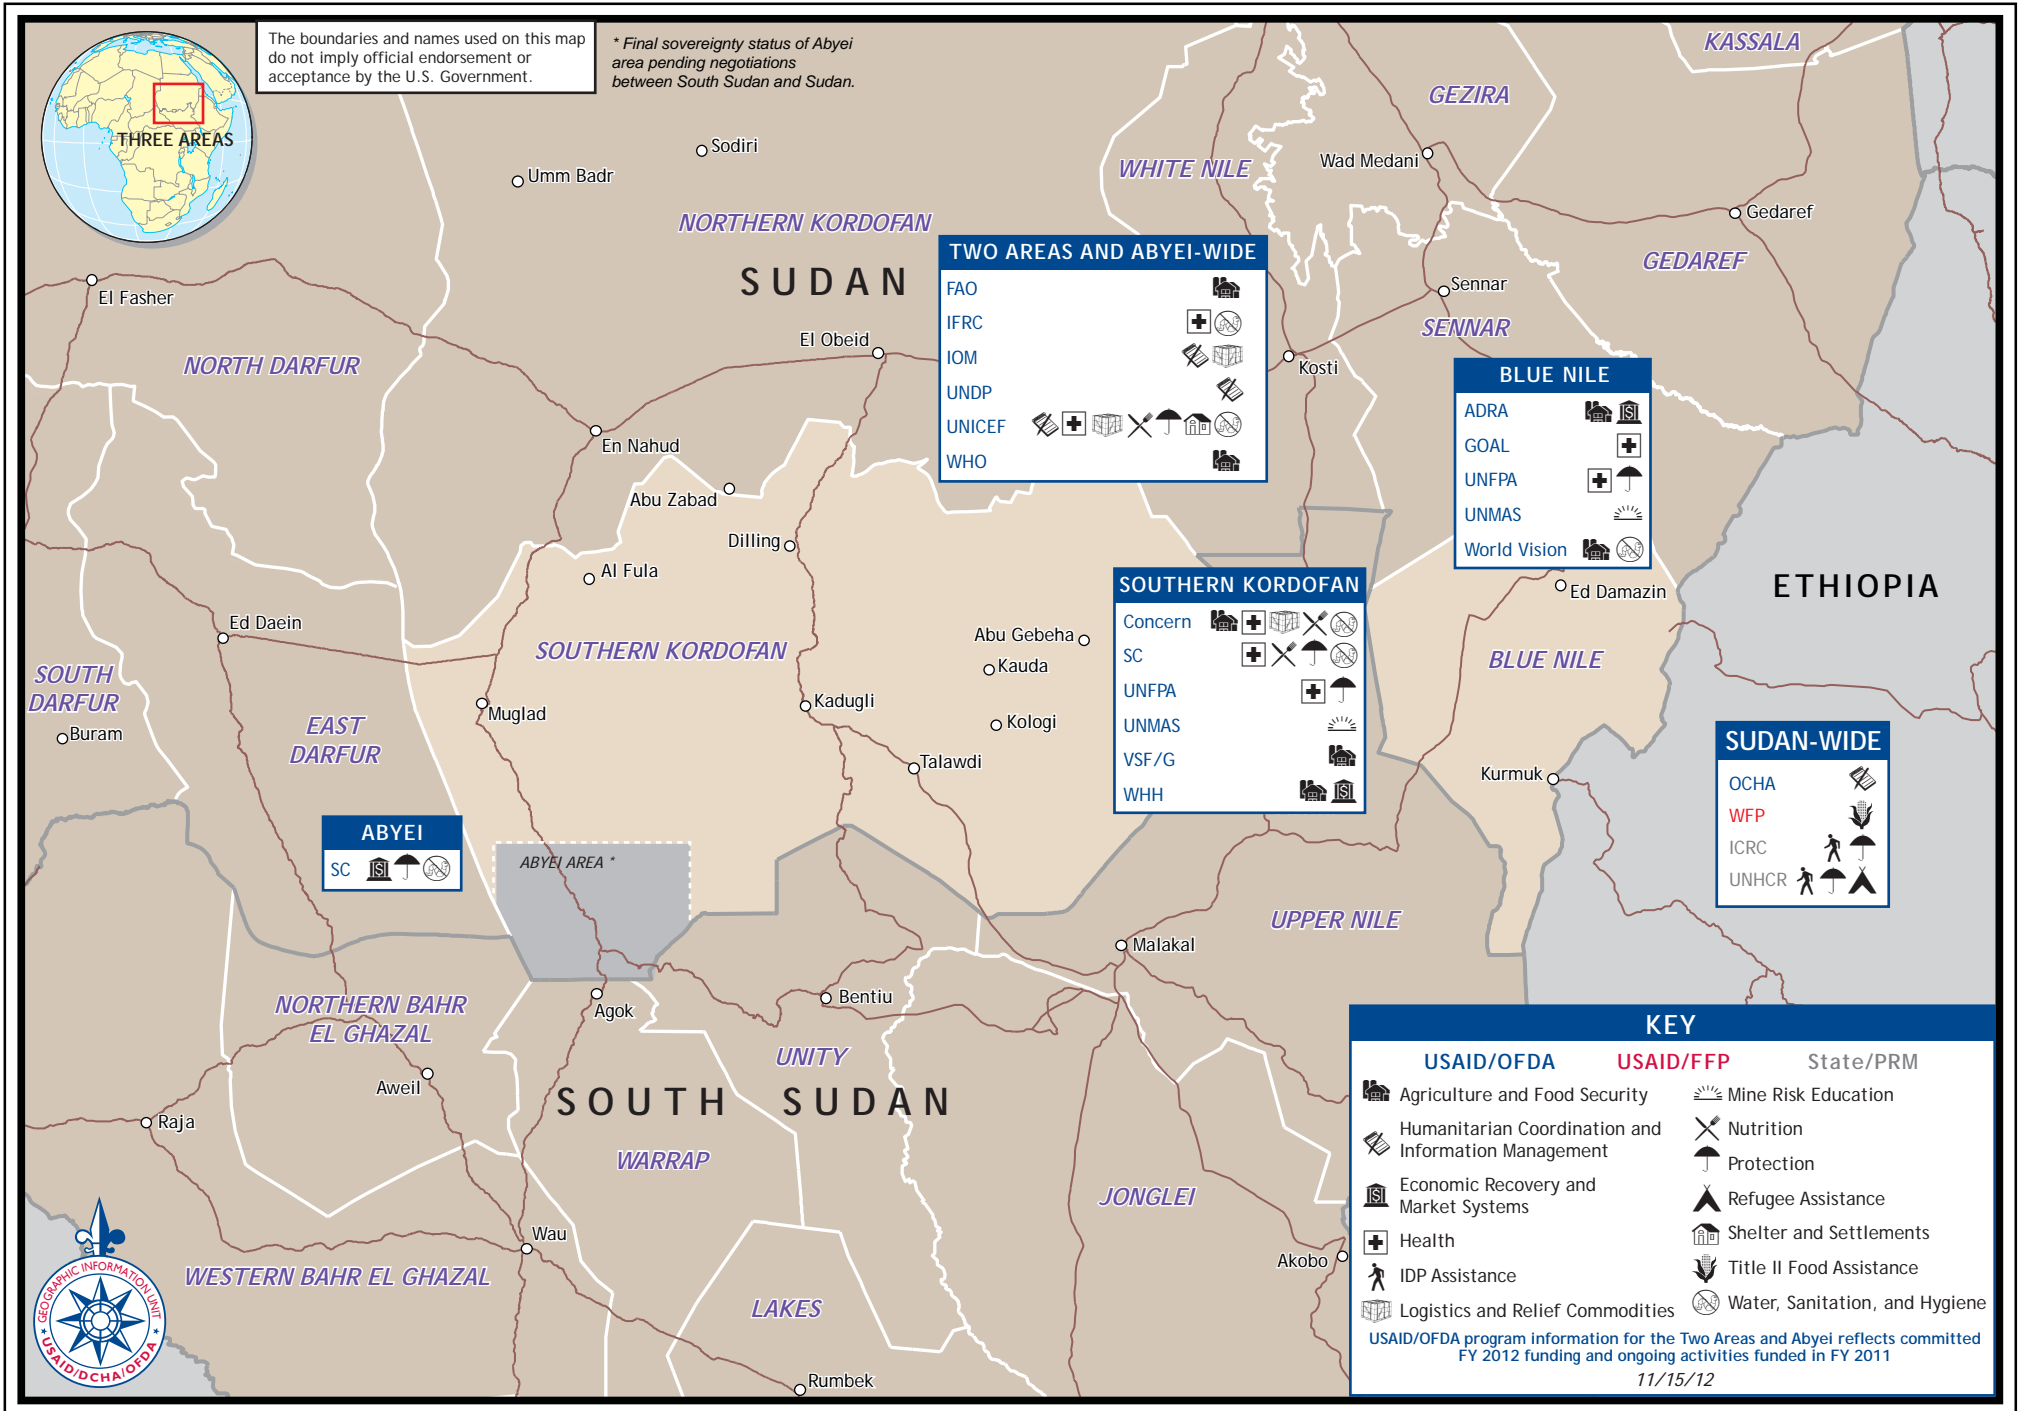 The boundaries and names used on this map
do not imply official endorsement or
acceptance by the U.S. Government.
* Final sovereignty status of Abyei
area pending negotiations
between South Sudan and Sudan.
THREE AREAS
KASSALA
GEZIRA
WHITE NILE
Wad Medani
Sodiri
Umm Badr
NORTHERN KORDOFAN
Gedaref
GEDAREF
SUDAN
El Fasher
Sennar
SENNAR
El Obeid
Kosti
NORTH DARFUR
En Nahud
Abu Zabad
Dilling
Al Fula
TWO AREAS AND ABYEI-WIDE
FAO
IFRC
IOM
UNDP
UNICEF
WHO
BLUE NILE
ADRA
GOAL
UNFPA
UNMAS
World Vision
Ed Damazin
ETHIOPIA
SOUTHERN KORDOFAN
Concern
SC
UNFPA
UNMAS
VSF/G
WHH
Ed Daein
Abu Gebeha
Kauda
SOUTHERN KORDOFAN
BLUE NILE
SOUTH
DARFUR
Buram
EAST
DARFUR
Muglad
Kadugli
Kologi
Talawdi
Kurmuk
SUDAN-WIDE
OCHA
WFP
ICRC
UNHCR
ABYEI
SC
ABYEI AREA *
UPPER NILE
Malakal
Bentiu
Agok
NORTHERN BAHR
EL GHAZAL
UNITY
Aweil
SOUTH SUDAN
Raja
WARRAP
JONGLEI
Wau
Akobo
WESTERN BAHR EL GHAZAL
LAKES
Rumbek
GEOGRAPHIC INFORMATION UNIT
USAID/DCHA/OFDA
KEY
USAID/OFDA USAID/FFP State/PRM
Agriculture and Food Security
Humanitarian Coordination and
Information Management
Economic Recovery and
Market Systems
Health
IDP Assistance
Logistics and Relief Commodities
Mine Risk Education
Nutrition
Protection
Refugee Assistance
Shelter and Settlements
Title II Food Assistance
Water, Sanitation, and Hygiene
USAID/OFDA program information for the Two Areas and Abyei reflects committed
FY 2012 funding and ongoing activities funded in FY 2011
11/15/12